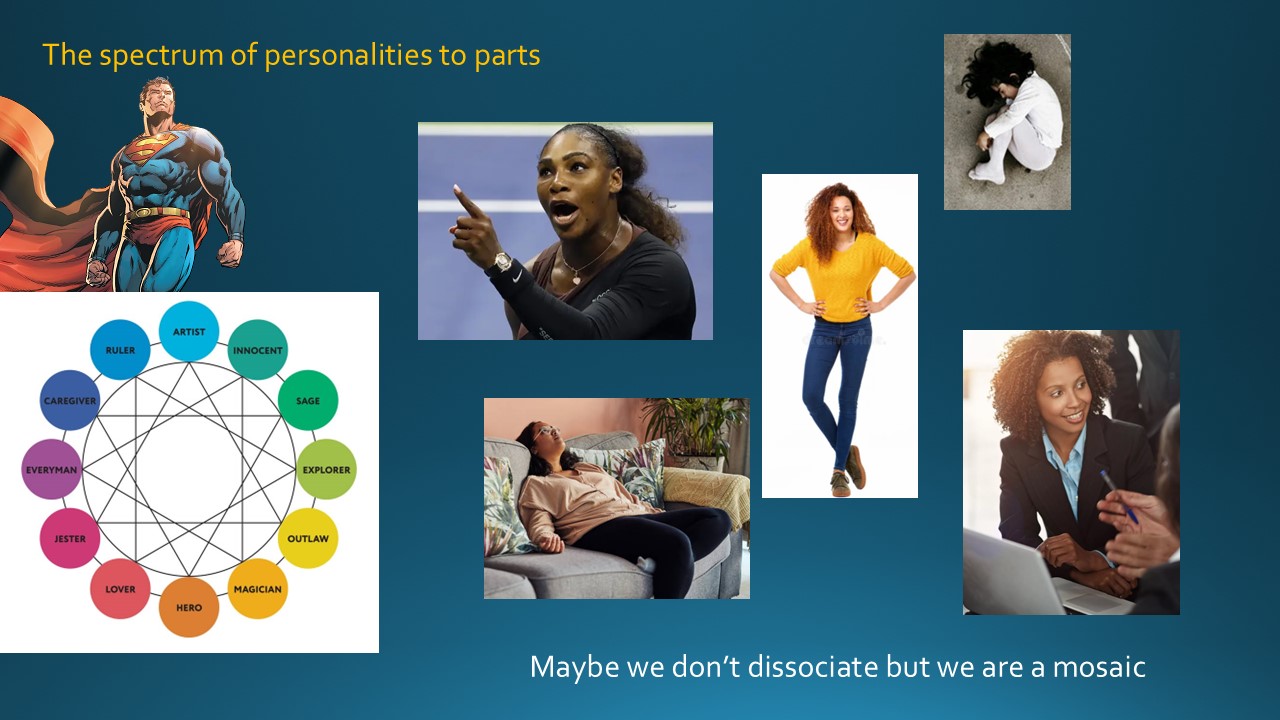 The spectrum of personalities to parts
ARTIST
RULER
INNOCENT
CAREGIVER
SAGE
EVERYMAN
EXPLORER
JESTER
OUTLAW
LOVER
MAGICIAN
HERO
Maybe we don’t dissociate but we are a mosaic